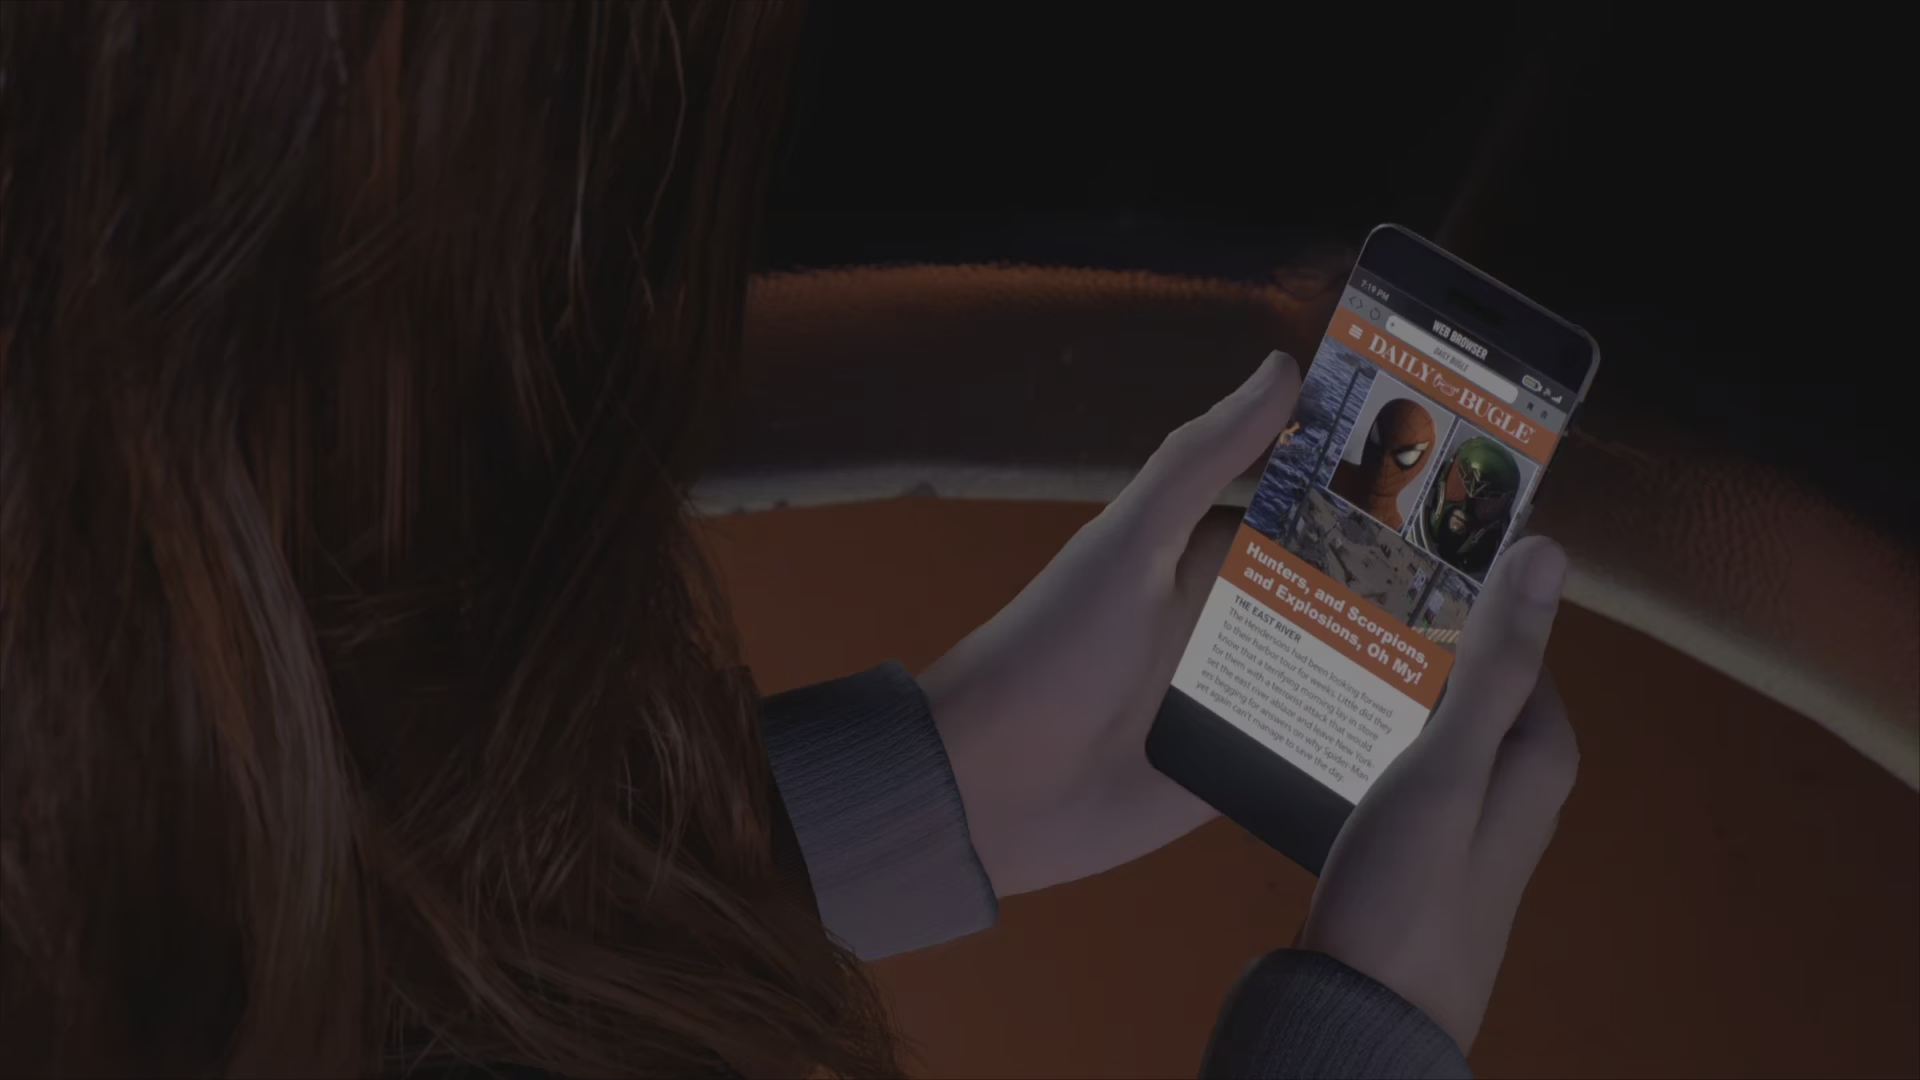 7:19 PM
WEB BROWSER
DAILY BUGLE
DAILY BUGLE
Hunters, and Scorpions,
and Explosions, Oh My!
THE EAST RIVER
The Hendersons had been looking forward
to their harbor tour for weeks. Little did they
know that a terrifying morning lay in store
for them with a terrorist attack that would
set the east river ablaze and leave New York-
ers begging for answers on why Spider-Man
yet again can't manage to save the day.